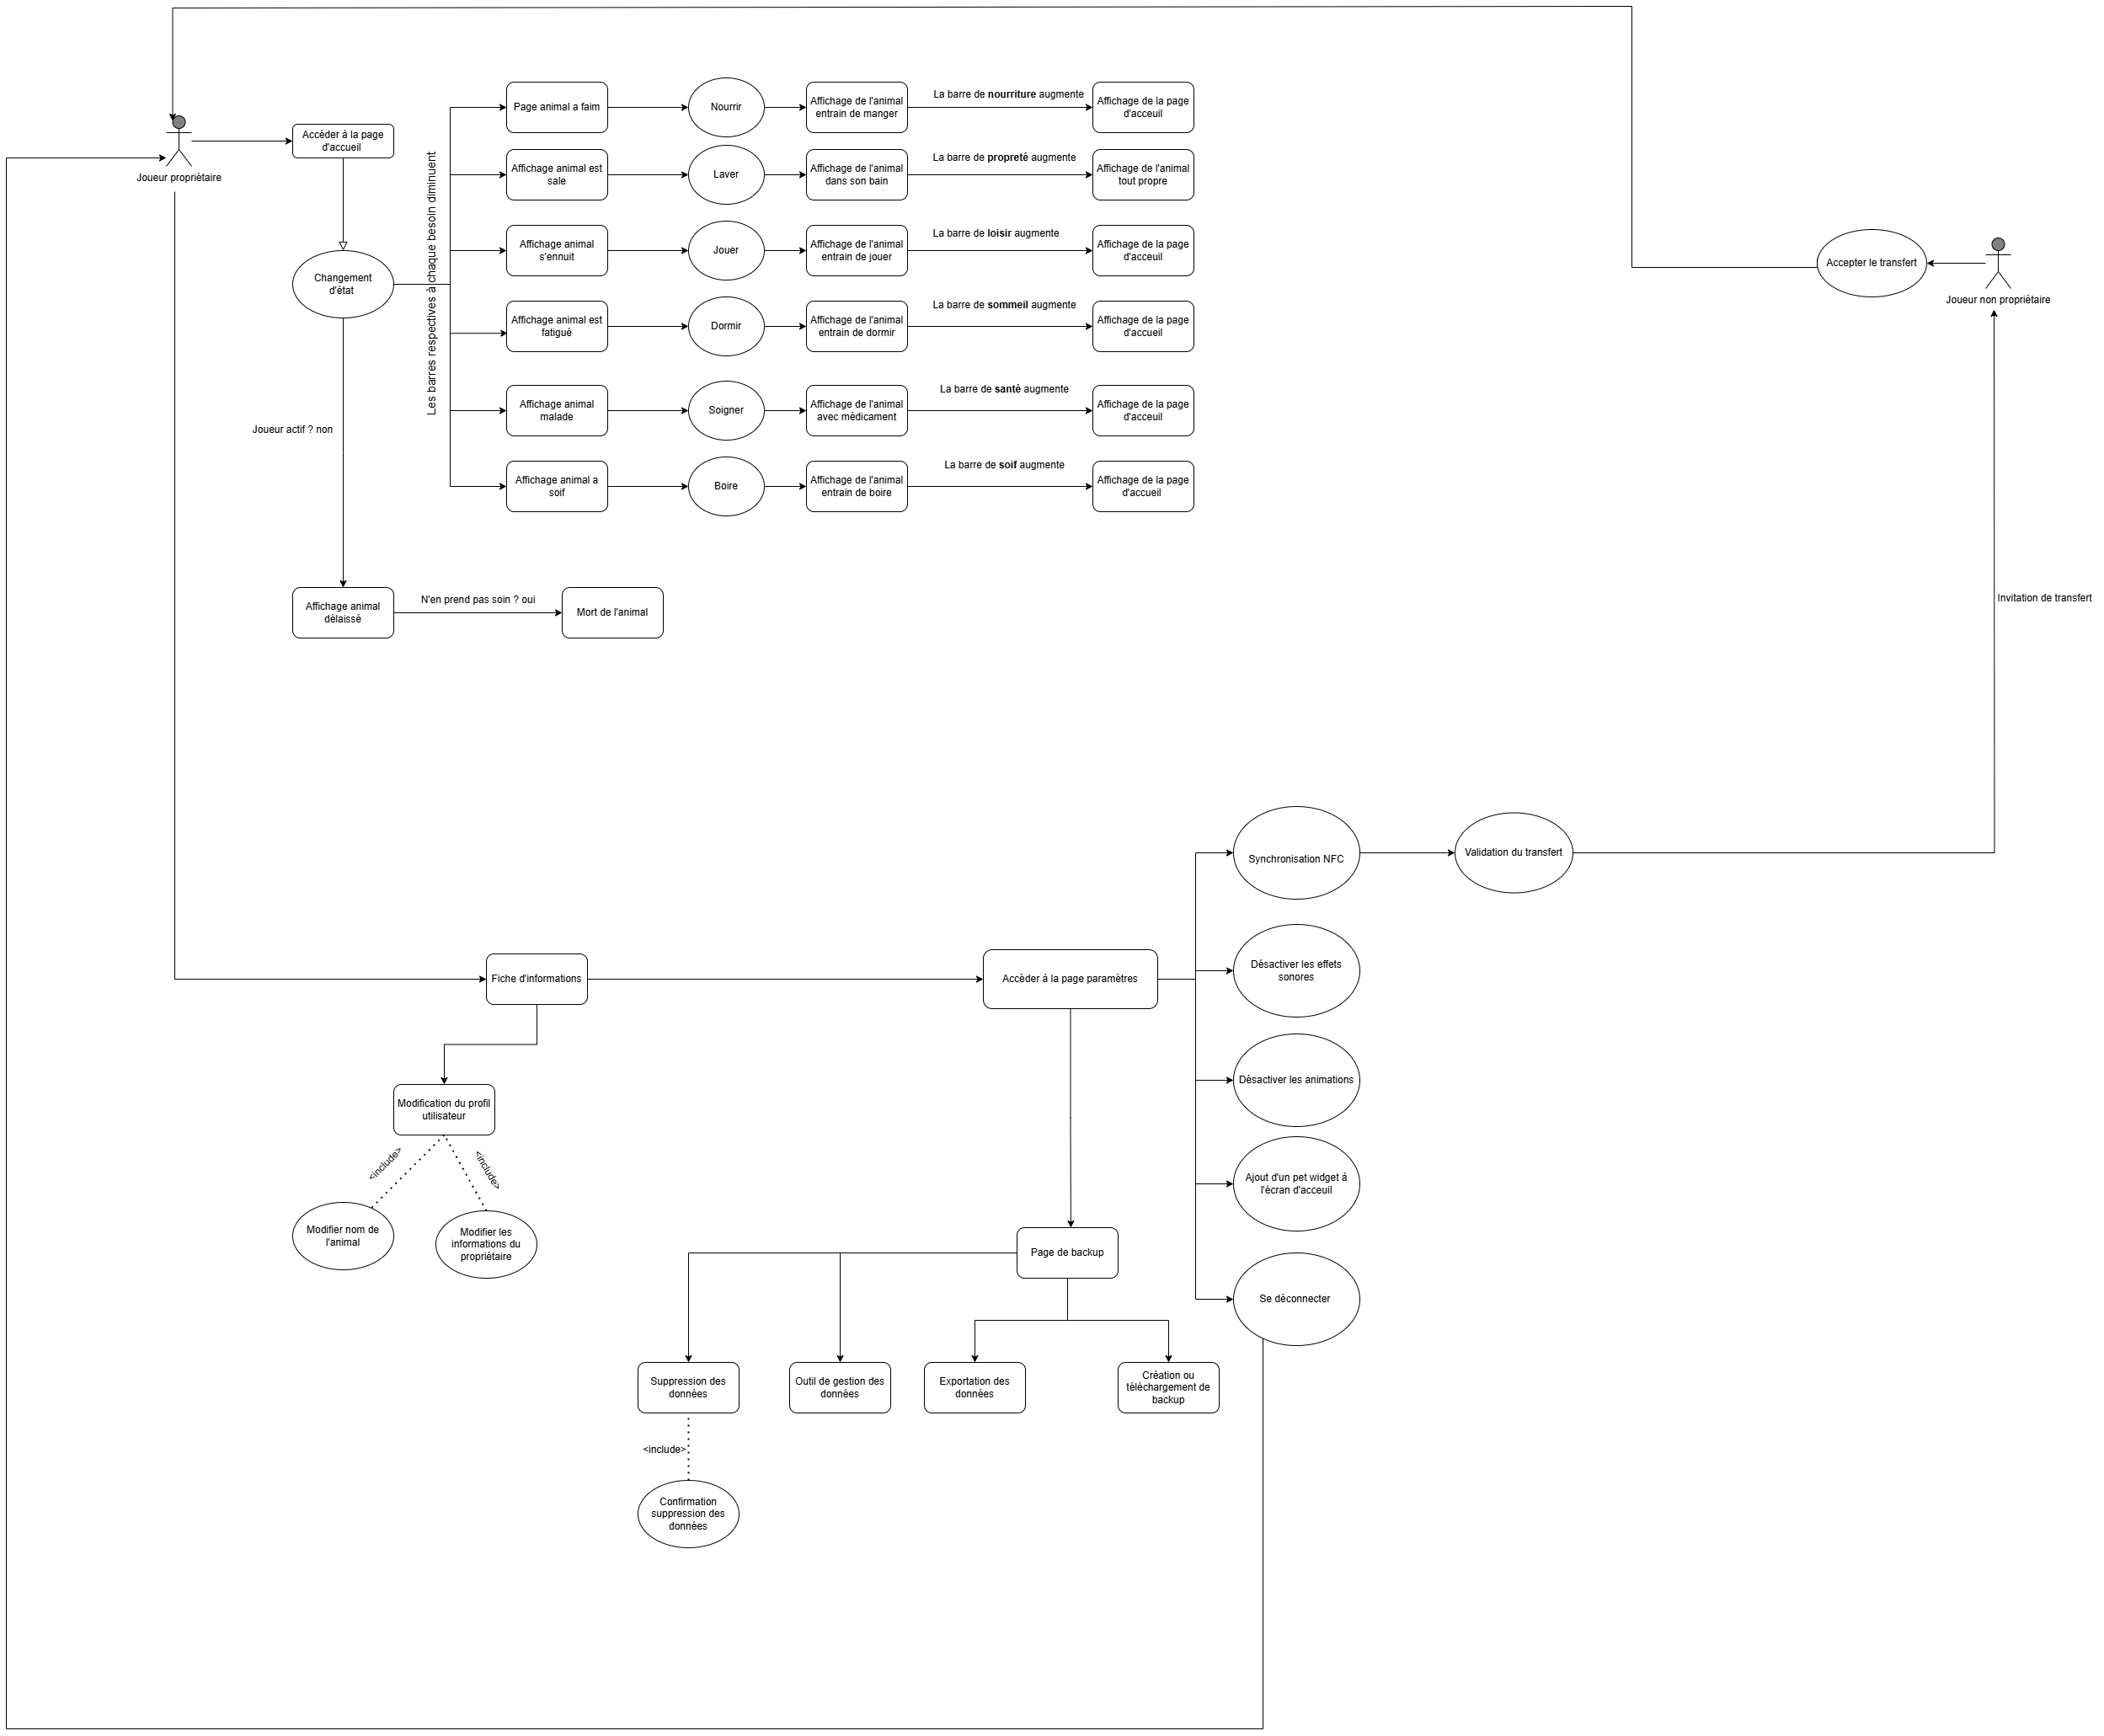 Joueur propriètaire
Accèder à la page
d'accueil
Changement
d'état
Les barres respectives à chaque besoin diminuent
Page animal a faim
Nourrir
Affichage de l'animal
entrain de manger
La barre de nourriture augmente
Affichage de la page
d'acceuil
Affichage animal est
sale
Laver
Affichage de l'animal
dans son bain
La barre de propreté augmente
Affichage de l'animal
tout propre
Affichage animal
s'ennuit
Jouer
Affichage de l'animal
entrain de jouer
La barre de loisir augmente
Affichage de la page
d'acceuil
Affichage animal est
fatigué
Dormir
Affichage de l'animal
entrain de dormir
La barre de sommeil augmente
Affichage de la page
d'accueil
Affichage animal
malade
Soigner
Affichage de l'animal
avec mèdicament
La barre de santé augmente
Affichage de la page
d'acceuil
Affichage animal a
soif
Boire
Affichage de l'animal
entrain de boire
La barre de soif augmente
Affichage de la page
d'accueil
Accepter le transfert
Joueur non propriétaire
Joueur actif ? non
Affichage animal
délaissé
N'en prend pas soin ? oui
Mort de l'animal
Invitation de transfert
Synchronisation NFC
Validation du transfert
Fiche d'informations
Accèder à la page paramètres
Désactiver les effets
sonores
Désactiver les animations
Ajout d'un pet widget à
l'écran d'acceuil
Se déconnecter
Modification du profil
utilisateur
<include>
<include>
Modifier nom de
l'animal
Modifier les
informations du
propriètaire
Page de backup
Suppression des
données
Outil de gestion des
données
Exportation des
données
Création ou
téléchargement de
backup
<include>
Confirmation
suppression des
données